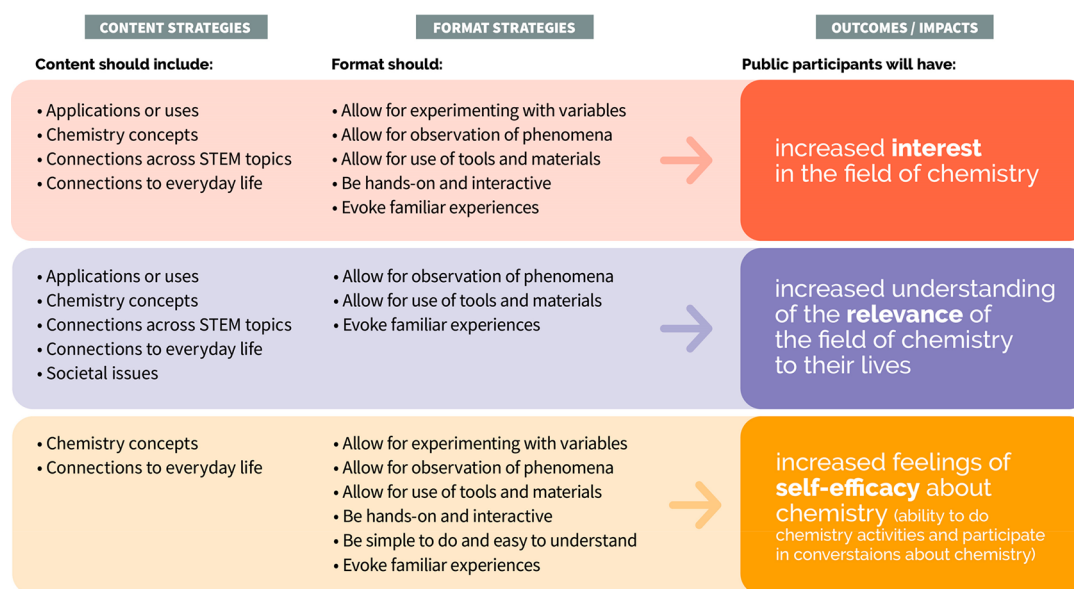 CONTENT STRATEGIES
FORMAT STRATEGIES
OUTCOMES / IMPACTS
Content should include:
Format should:
Public participants will have:
• Applications or uses
• Chemistry concepts
• Connections across STEM topics
• Connections to everyday life
• Allow for experimenting with variables
• Allow for observation of phenomena
• Allow for use of tools and materials
• Be hands-on and interactive
• Evoke familiar experiences
increased interest
in the field of chemistry
• Applications or uses
• Chemistry concepts
• Connections across STEM topics
• Connections to everyday life
• Societal issues
• Allow for observation of phenomena
• Allow for use of tools and materials
• Evoke familiar experiences
increased understanding
of the relevance of
the field of chemistry
to their lives
• Chemistry concepts
• Connections to everyday life
• Allow for experimenting with variables
• Allow for observation of phenomena
• Allow for use of tools and materials
• Be hands-on and interactive
• Be simple to do and easy to understand
• Evoke familiar experiences
increased feelings of
self-efficacy about
chemistry (ability to do
chemistry activities and participate
in converstaions about chemistry)